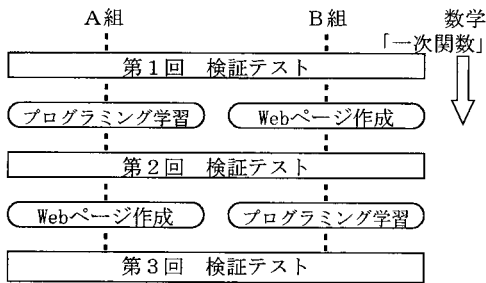 A組 B組 数学
「一次関数」
第1回 検証テスト
プログラミング学習 Webページ作成
第2回 検証テスト
Webページ作成 プログラミング学習
第3回 検証テスト